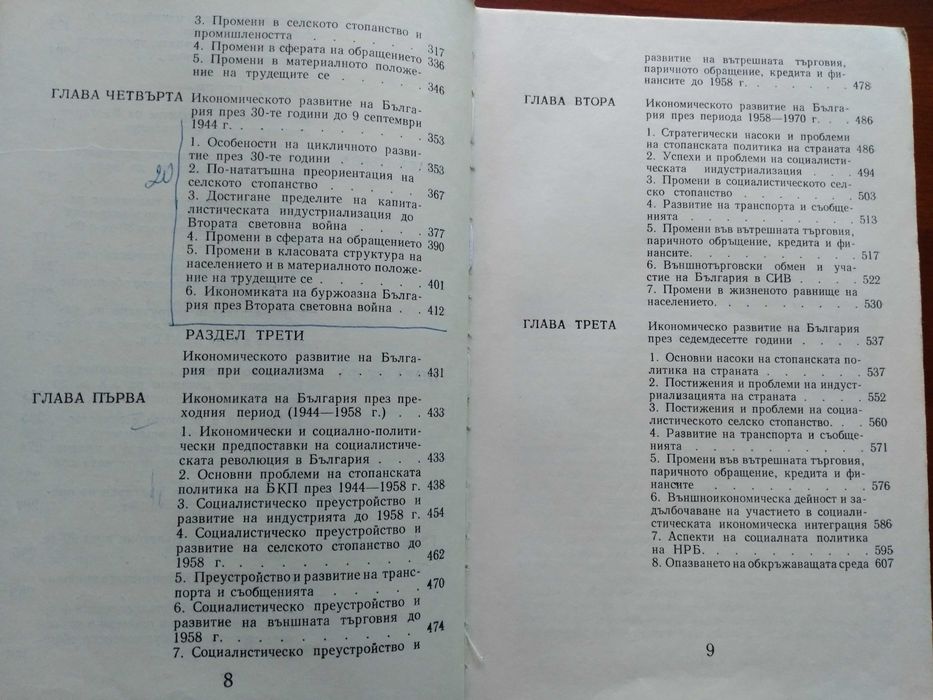 3. Промени в селското стопанство и
промишлеността . . . . . . 317
4. Промени в сферата на обращението 336
5. Промени в материалното положе-
ние на трудещите се . . . . 346
ГЛАВА ЧЕТВЪРТА Икономическото развитие на Бълга-
рия през 30-те години до 9 септември
1944 г. . . . . . . . . . 353
1. Особености на цикличното разви-
тие през 30-те години . . . . 353
20
2. По-нататъшна преориентация на
селското стопанство . . . . . 367
3. Достигане пределите на капита-
листическата индустриализация до
Втората световна война . . . . 377
4. Промени в сферата на обращението 390
5. Промени в класовата структура на
населението и в материалното положе-
ние на трудещите се . . . . . . 401
6. Икономиката на буржоазна Бълга-
рия през Втората световна война . . 412
РАЗДЕЛ ТРЕТИ
Икономическото развитие на Бълга-
рия при социализма . . . . . 431
ГЛАВА ПЪРВА Икономиката на България през пре-
ходния период (1944—1958 г.) . . 433
1. Икономически и социално-полити-
чески предпоставки на социалистиче-
ската революция в България . . . 433
2. Основни проблеми на стопанската
политика на БКП през 1944—1958 г. 438
3. Социалистическо преустройство и
развитие на индустрията до 1958 г. 454
4. Социалистическо преустройство и
развитие на селското стопанство до
1958 г. . . . . . . . . . 462
5. Преустройство и развитие на транс-
порта и съобщенията . . . . . 470
6. Социалистическо преустройство и
развитие на външната търговия до
1958 г. . . . . . . . . . 474
7. Социалистическо преустройство и
8
развитие на вътрешната търговия,
паричното обращение, кредита и фи-
нансите до 1958 г. . . . . . . 478
ГЛАВА ВТОРА Икономическото развитие на Бълга-
рия през периода 1958—1970 г. . . 486
1. Стратегически насоки и проблеми
на стопанската политика на страната 486
2. Успехи и проблеми на социалисти-
ческата индустриализация . . . 494
3. Промени в социалистическото сел-
ско стопанство . . . . . . . 503
4. Развитие на транспорта и съобще-
нията . . . . . . . . . . 513
5. Промени във вътрешната търговия,
паричното обръщение, кредита и фи-
нансите. . . . . . . . . . 517
6. Външнотърговски обмен и уча-
стие на България в СИВ . . . . 522
7. Промени в жизненото равнище на
населението. . . . . . . . . 530
ГЛАВА ТРЕТА Икономическо развитие на България
през седемдесетте години . . . . 537
1. Основни насоки на стопанската по-
литика на страната . . . . . . 537
2. Постижения и проблеми на индуст-
риализацията на страната . . . . 552
3. Постижения и проблеми на социа-
листическото селско стопанство. . . 560
4. Развитие на транспорта и съобще-
нията . . . . . . . . . . 571
5. Промени във вътрешната търговия,
паричното обращение, кредита и фи-
нансите . . . . . . . . . 576
6. Външноикономическа дейност и за-
дълбочаване на участието в социали-
стическата икономическа интеграция 586
7. Аспекти на социалната политика
на НРБ. . . . . . . . . . 595
8. Опазването на обкръжаващата среда 607
9